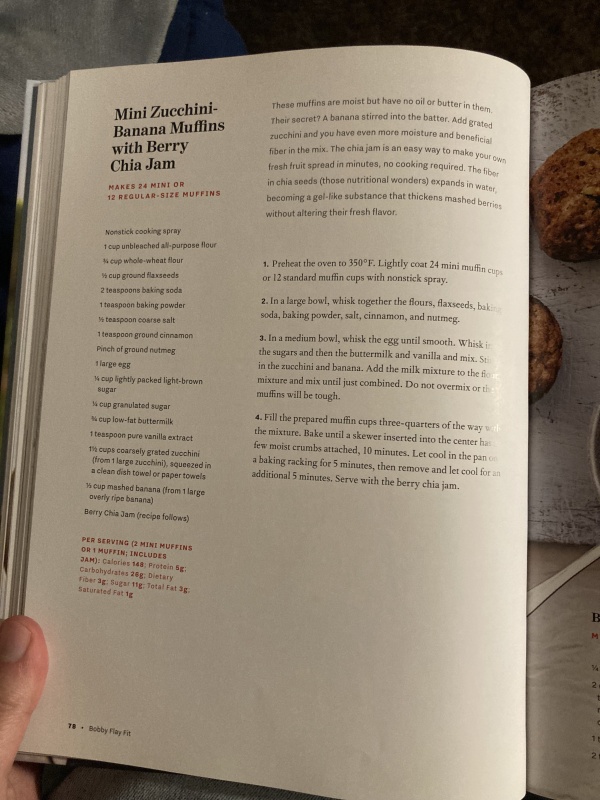 Mini Zucchini-
Banana Muffins
with Berry
Chia Jam
MAKES 24 MINI OR
12 REGULAR-SIZE MUFFINS
Nonstick cooking spray
1 cup unbleached all-purpose flour
¾ cup whole-wheat flour
½ cup ground flaxseeds
2 teaspoons baking soda
1 teaspoon baking powder
½ teaspoon coarse salt
1 teaspoon ground cinnamon
Pinch of ground nutmeg
1 large egg
¼ cup lightly packed light-brown
sugar
¼ cup granulated sugar
¾ cup low-fat buttermilk
1 teaspoon pure vanilla extract
1½ cups coarsely grated zucchini
(from 1 large zucchini), squeezed in
a clean dish towel or paper towels
½ cup mashed banana (from 1 large
overly ripe banana)
Berry Chia Jam (recipe follows)
PER SERVING (2 MINI MUFFINS
OR 1 MUFFIN; INCLUDES
JAM): Calories 148; Protein 5g;
Carbohydrates 26g; Dietary
Fiber 3g; Sugar 11g; Total Fat 3g;
Saturated Fat 1g
These muffins are moist but have no oil or butter in them.
Their secret? A banana stirred into the batter. Add grated
zucchini and you have even more moisture and beneficial
fiber in the mix. The chia jam is an easy way to make your own
fresh fruit spread in minutes, no cooking required. The fiber
in chia seeds (those nutritional wonders) expands in water,
becoming a gel-like substance that thickens mashed berries
without altering their fresh flavor.
1. Preheat the oven to 350°F. Lightly coat 24 mini muffin cups
or 12 standard muffin cups with nonstick spray.
2. In a large bowl, whisk together the flours, flaxseeds, baking
soda, baking powder, salt, cinnamon, and nutmeg.
3. In a medium bowl, whisk the egg until smooth. Whisk in
the sugars and then the buttermilk and vanilla and mix. Stir
in the zucchini and banana. Add the milk mixture to the
mixture and mix until just combined. Do not overmix or the
muffins will be tough.
4. Fill the prepared muffin cups three-quarters of the way with
the mixture. Bake until a skewer inserted into the center has
few moist crumbs attached, 10 minutes. Let cool in the pan on
a baking racking for 5 minutes, then remove and let cool for an
additional 5 minutes. Serve with the berry chia jam.
78 • Bobby Flay Fit